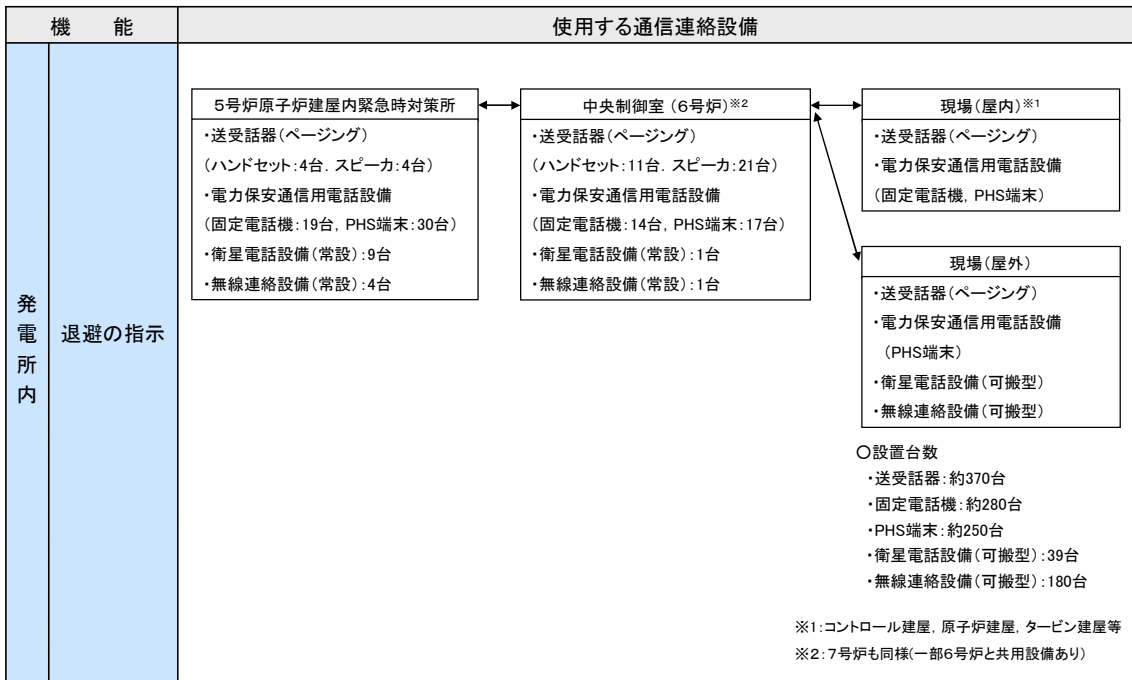 機　能
使用する通信連絡設備
発電所内
退避の指示
5号炉原子炉建屋内緊急時対策所
・送受話器(ページング)
(ハンドセット:4台．スピーカ:4台)
・電力保安通信用電話設備
(固定電話機:19台, PHS端末:30台)
・衛星電話設備(常設):9台
・無線連絡設備(常設):4台
中央制御室 (6号炉)※2
・送受話器(ページング)
(ハンドセット:11台．スピーカ:21台)
・電力保安通信用電話設備
(固定電話機:14台, PHS端末:17台)
・衛星電話設備(常設):1台
・無線連絡設備(常設):1台
現場(屋内)※1
・送受話器(ページング)
・電力保安通信用電話設備
(固定電話機, PHS端末)
現場(屋外)
・送受話器(ページング)
・電力保安通信用電話設備
(PHS端末)
・衛星電話設備(可搬型)
・無線連絡設備(可搬型)
○設置台数
・送受話器:約370台
・固定電話機:約280台
・PHS端末:約250台
・衛星電話設備(可搬型):39台
・無線連絡設備(可搬型):180台
※1:コントロール建屋, 原子炉建屋, タービン建屋等
※2:7号炉も同様(一部6号炉と共用設備あり)